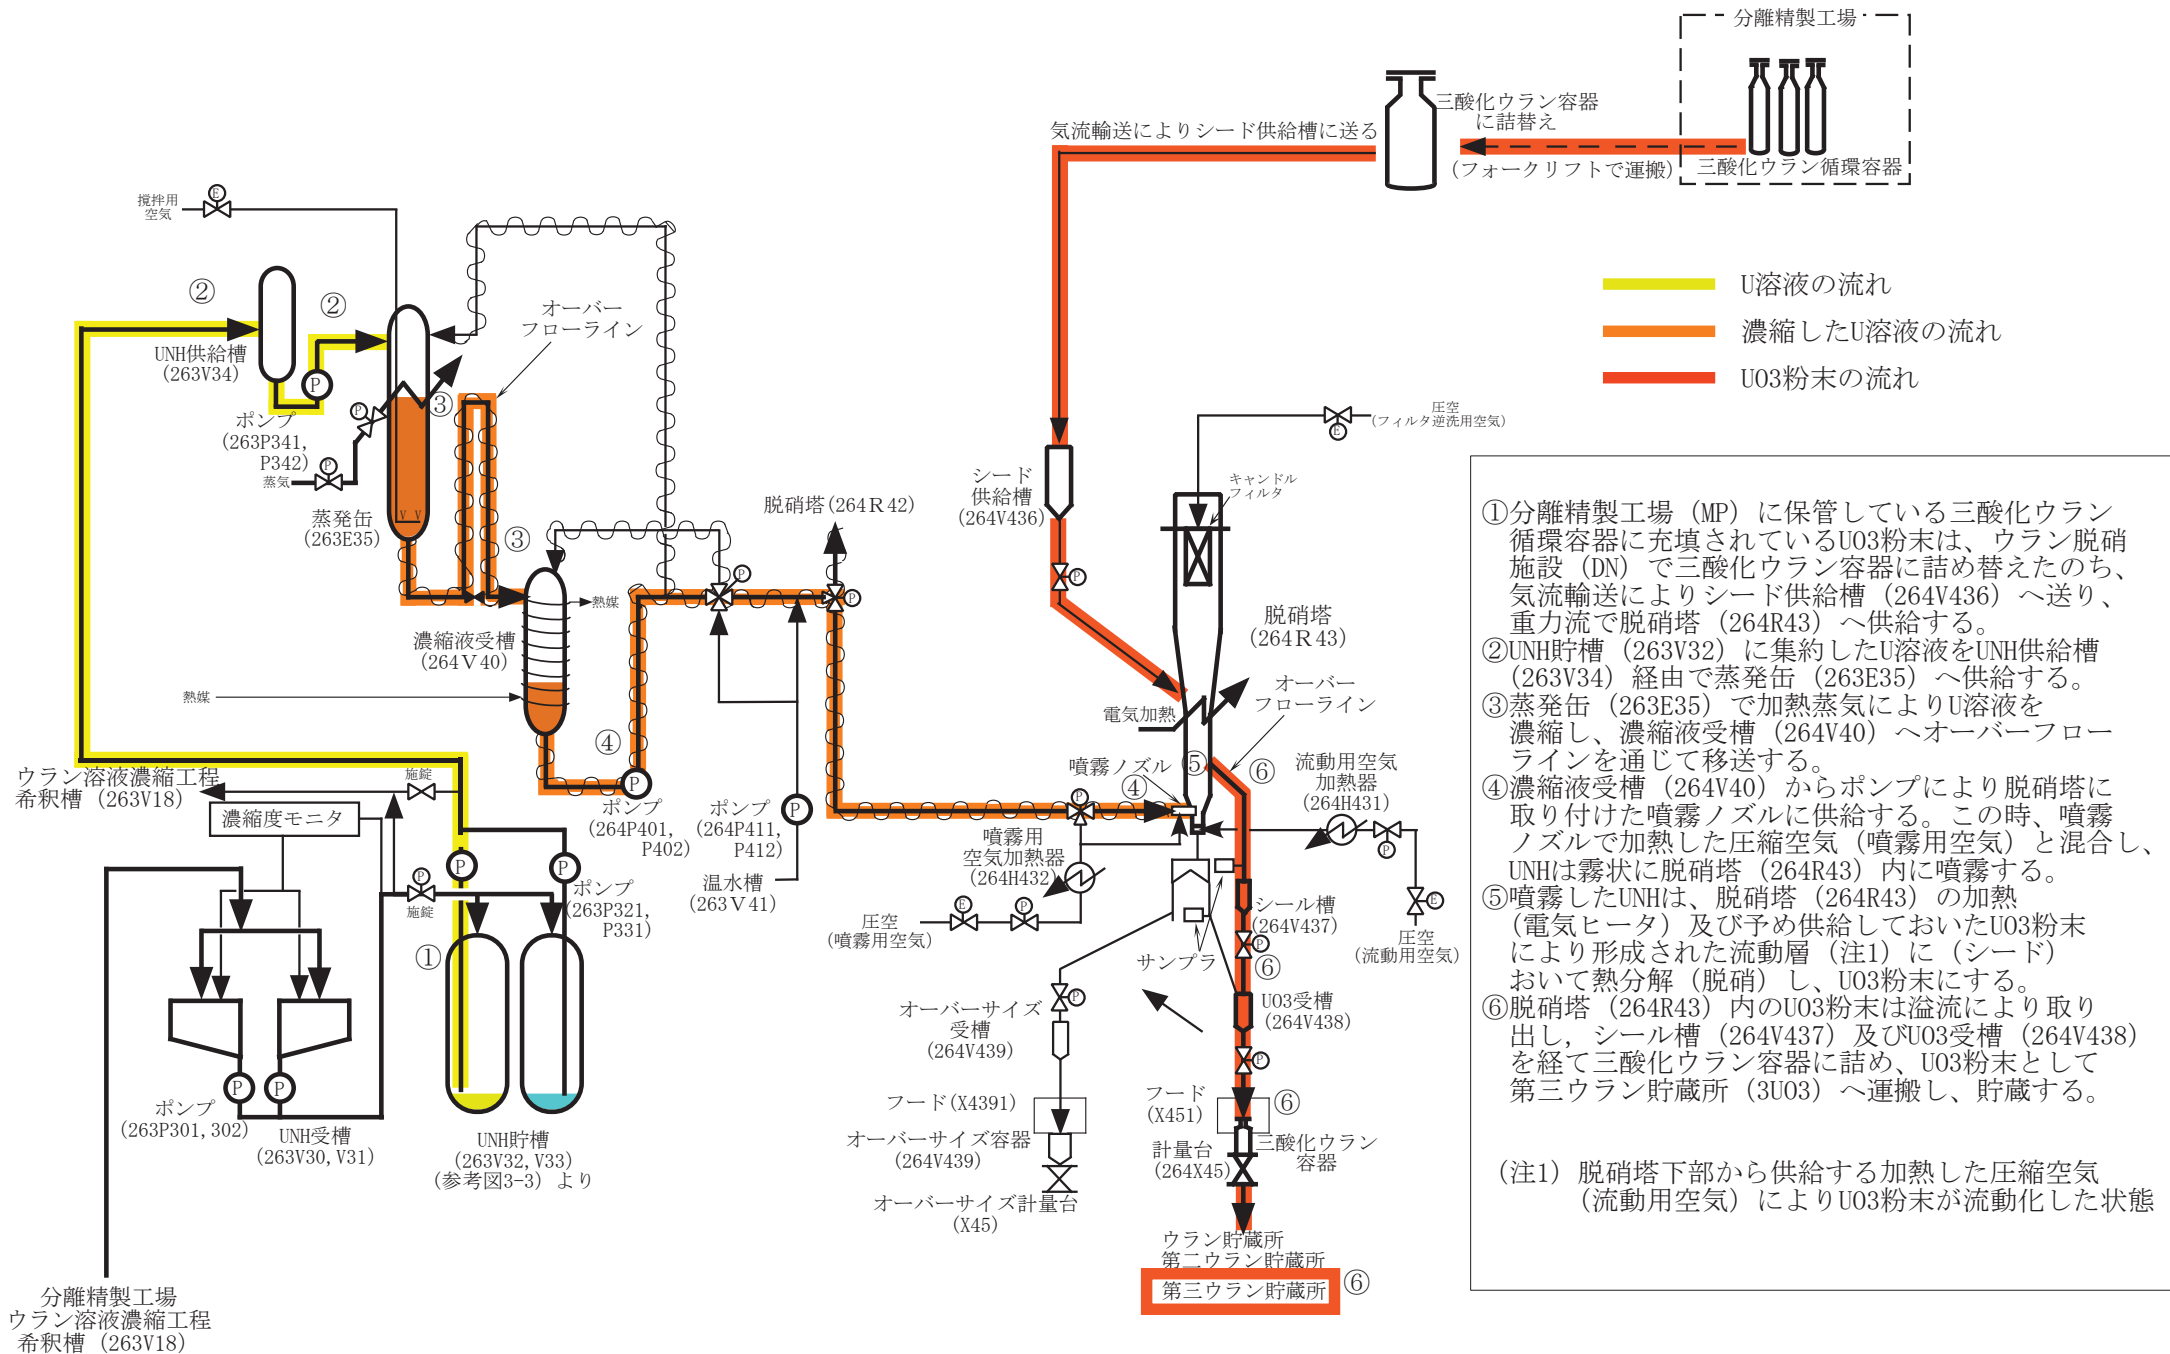 分離精製工場
三酸化ウラン循環容器
三酸化ウラン容器
に詰替え
(フォークリフトで運搬)
気流輸送によりシード供給槽に送る
U溶液の流れ
濃縮したU溶液の流れ
UO3粉末の流れ
撹拌用
空気
E
②
②
UNH供給槽
(263V34)
P
ポンプ
(263P341,
P342)
P
P
蒸気
蒸発缶
(263E35)
V V
③
オーバー
フローライン
③
熱媒
濃縮液受槽
(264V40)
熱媒
④
P
ポンプ
(264P401,
P402)
P
脱硝塔(264R42)
P
P
ポンプ
(264P411,
P412)
温水槽
(263V41)
シード
供給槽
(264V436)
P
圧空
(フィルタ逆洗用空気)
E
キャンドル
フィルタ
脱硝塔
(264R43)
オーバー
フローライン
電気加熱
噴霧ノズル
④
⑤
⑥
流動用空気
加熱器
(264H431)
P
E
圧空
(流動用空気)
P
噴霧用
空気加熱器
(264H432)
E
P
圧空
(噴霧用空気)
サンプラ
シール槽
(264V437)
P
⑥
UO3受槽
(264V438)
P
オーバーサイズ
受槽
(264V439)
P
フード(X4391)
オーバーサイズ容器
(264V439)
オーバーサイズ計量台
(X45)
フード
(X451)
⑥
計量台
(264X45)
三酸化ウラン
容器
ウラン貯蔵所
第二ウラン貯蔵所
第三ウラン貯蔵所
⑥
ウラン溶液濃縮工程
希釈槽 (263V18)
施錠
濃縮度モニタ
P
施錠
P
P
ポンプ
(263P321,
P331)
①
P
P
ポンプ
(263P301,302)
UNH受槽
(263V30,V31)
UNH貯槽
(263V32,V33)
(参考図3-3) より
分離精製工場
ウラン溶液濃縮工程
希釈槽 (263V18)
①分離精製工場 (MP) に保管している三酸化ウラン
循環容器に充填されているUO3粉末は、ウラン脱硝
施設 (DN) で三酸化ウラン容器に詰め替えたのち、
気流輸送によりシード供給槽 (264V436) へ送り、
重力流で脱硝塔 (264R43) へ供給する。
②UNH貯槽 (263V32) に集約したU溶液をUNH供給槽
(263V34) 経由で蒸発缶 (263E35) へ供給する。
③蒸発缶 (263E35) で加熱蒸気によりU溶液を
濃縮し、濃縮液受槽 (264V40) へオーバーフロー
ラインを通じて移送する。
④濃縮液受槽 (264V40) からポンプにより脱硝塔に
取り付けた噴霧ノズルに供給する。この時、噴霧
ノズルで加熱した圧縮空気 (噴霧用空気) と混合し、
UNHは霧状に脱硝塔 (264R43) 内に噴霧する。
⑤噴霧したUNHは、脱硝塔 (264R43) の加熱
(電気ヒータ) 及び予め供給しておいたUO3粉末
により形成された流動層 (注1) に (シード)
おいて熱分解 (脱硝) し、UO3粉末にする。
⑥脱硝塔 (264R43) 内のUO3粉末は溢流により取り
出し, シール槽 (264V437) 及びUO3受槽 (264V438)
を経て三酸化ウラン容器に詰め、UO3粉末として
第三ウラン貯蔵所 (3UO3) へ運搬し、貯蔵する。
(注1) 脱硝塔下部から供給する加熱した圧縮空気
(流動用空気) によりUO3粉末が流動化した状態